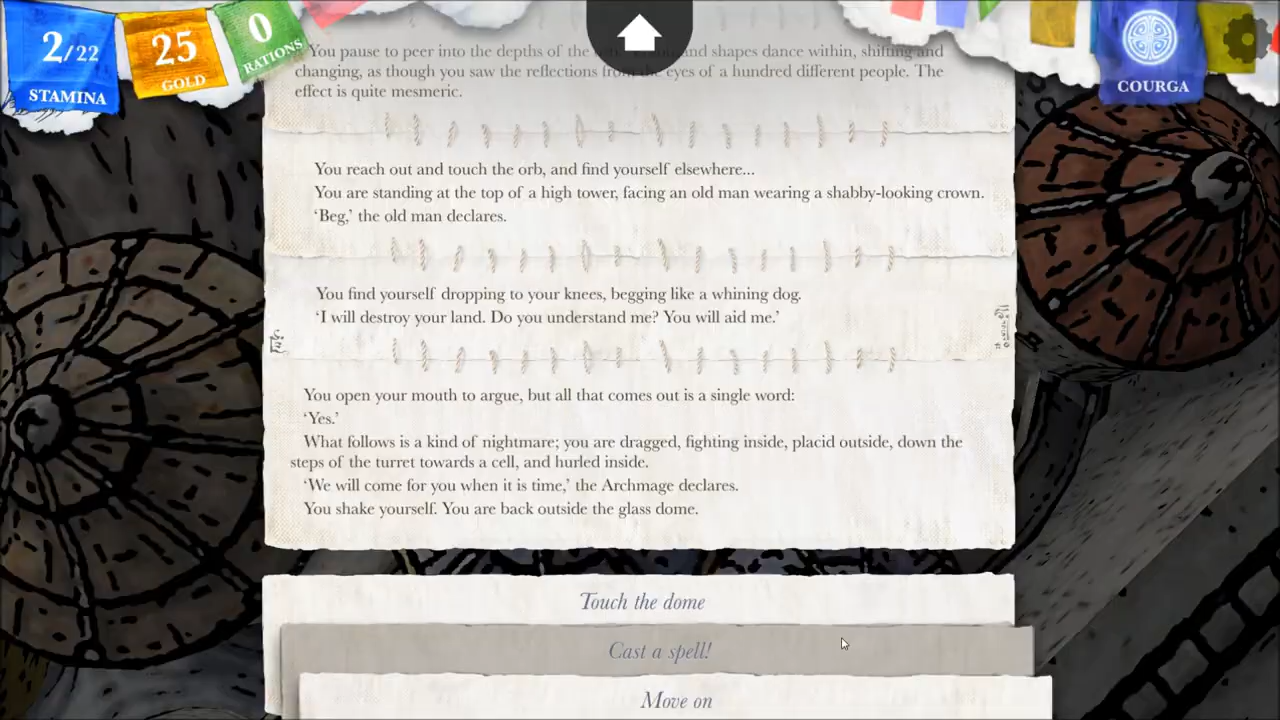 2/22
STAMINA
25
GOLD
0
RATIONS
COURGA
You pause to peer into the depths of the and shapes dance within, shifting and
changing, as though you saw the reflections from the eyes of a hundred different people. The
effect is quite mesmeric.
You reach out and touch the orb, and find yourself elsewhere...
You are standing at the top of a high tower, facing an old man wearing a shabby-looking crown.
‘Beg,’ the old man declares.
You find yourself dropping to your knees, begging like a whining dog.
‘I will destroy your land. Do you understand me? You will aid me.’
You open your mouth to argue, but all that comes out is a single word:
‘Yes.’
What follows is a kind of nightmare; you are dragged, fighting inside, placid outside, down the
steps of the turret towards a cell, and hurled inside.
‘We will come for you when it is time,’ the Archmage declares.
You shake yourself. You are back outside the glass dome.
Touch the dome
Cast a spell!
Move on